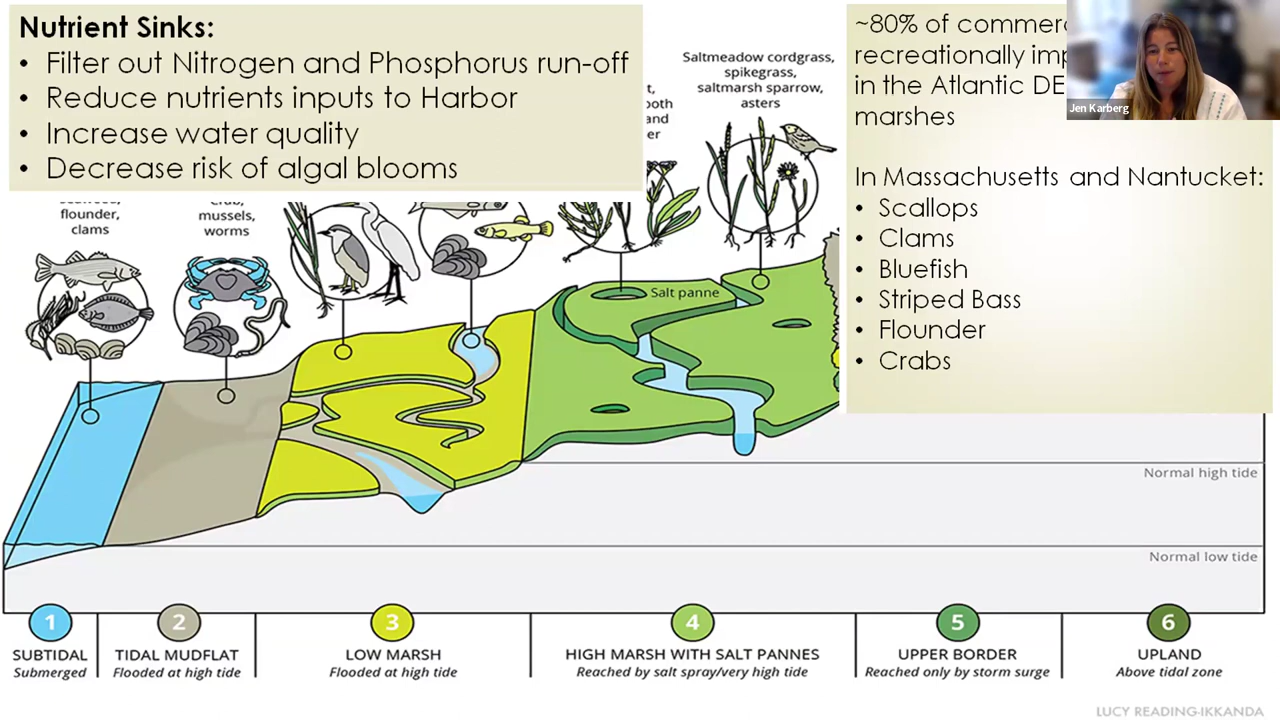 Nutrient Sinks:
• Filter out Nitrogen and Phosphorus run-off
• Reduce nutrients inputs to Harbor
• Increase water quality
• Decrease risk of algal blooms
~80% of
recreationally
in the Atlantic
marshes
In Massachusetts and Nantucket:
• Scallops
• Clams
• Bluefish
• Striped Bass
• Flounder
• Crabs
Jen Karberg
Saltmeadow cordgrass,
spikegrass,
saltmarsh sparrow,
asters
flounder,
clams
mussels,
worms
Salt panne
Normal high tide
Normal low tide
1
SUBTIDAL
Submerged
2
TIDAL MUDFLAT
Flooded at high tide
3
LOW MARSH
Flooded at high tide
4
HIGH MARSH WITH SALT PANNES
Reached by salt spray/very high tide
5
UPPER BORDER
Reached only by storm surge
6
UPLAND
Above tidal zone
LUCY READING-IKKANDA